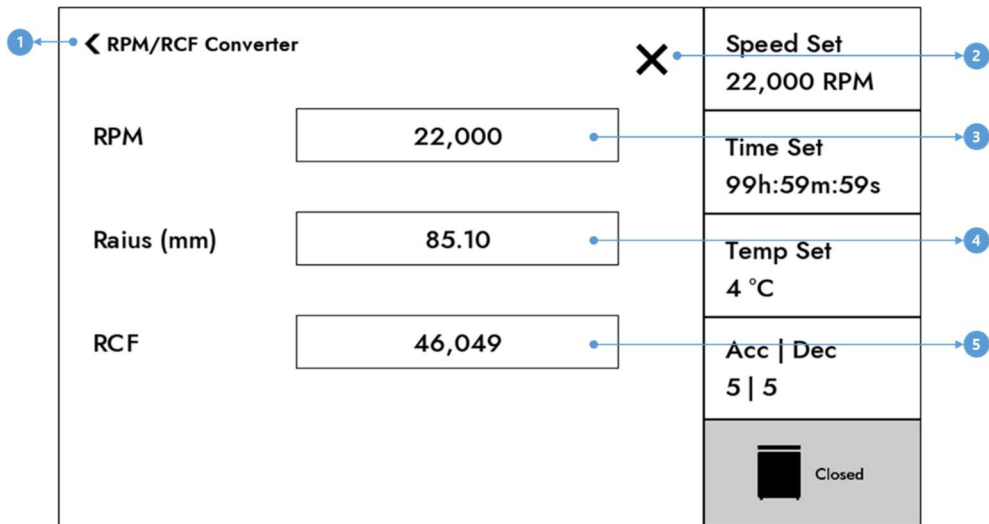 1
RPM/RCF Converter
2
RPM
22,000
3
Raius (mm)
85.10
4
RCF
46,049
5
Speed Set
22,000 RPM
Time Set
99h:59m:59s
Temp Set
4 °C
Acc | Dec
5 | 5
Closed